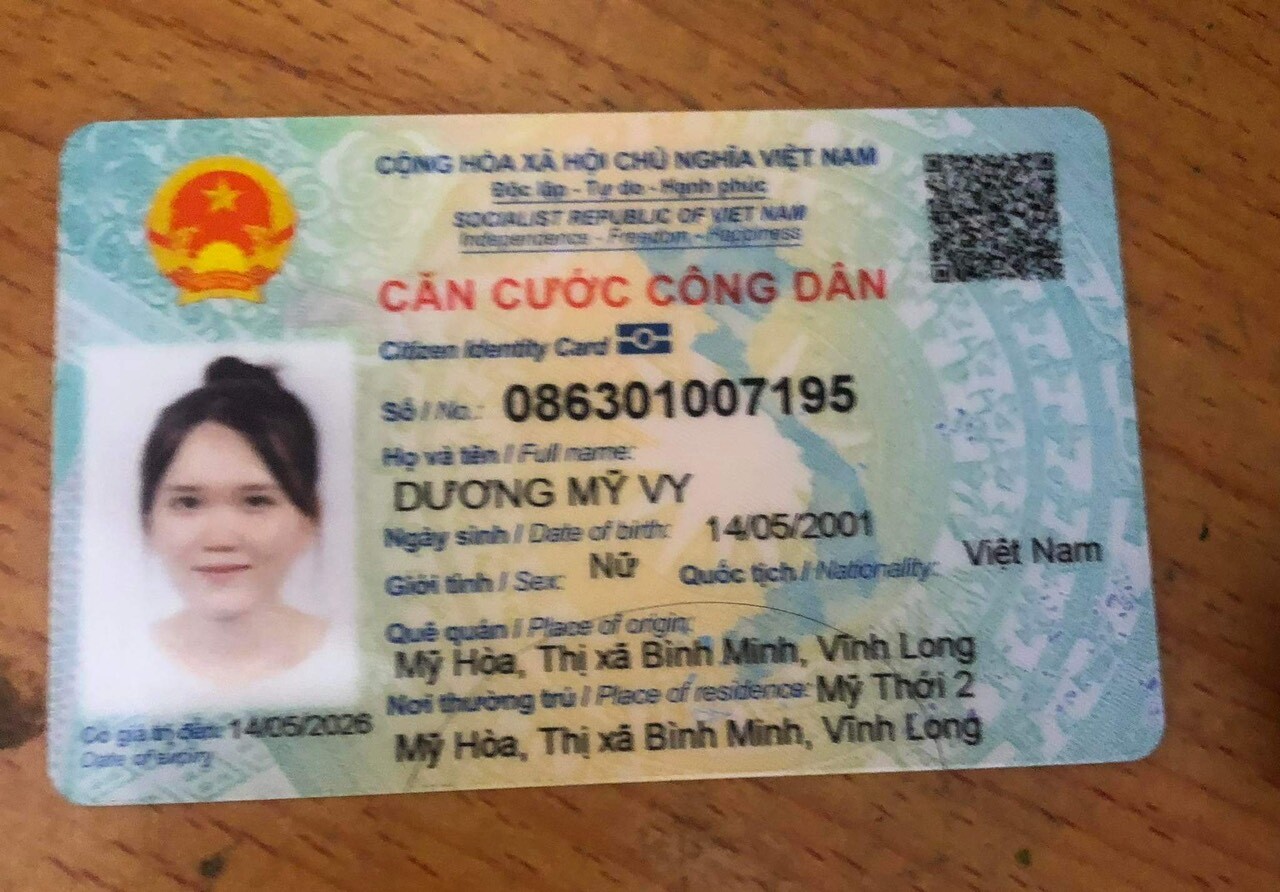 CỘNG HÒA XÃ HỘI CHỦ NGHĨA VIỆT NAM
Độc lập - Tự do - Hạnh phúc
SOCIALIST REPUBLIC OF VIET NAM
Independence - Freedom - Happiness
CĂN CƯỚC CÔNG DÂN
Citizen Identity Card
Số / No.: 086301007195
Họ và tên / Full name:
DƯƠNG MỸ VY
Ngày sinh / Date of birth: 14/05/2001
Giới tính / Sex: Nữ Quốc tịch / Nationality: Việt Nam
Quê quán / Place of origin:
Mỹ Hòa, Thị xã Bình Minh, Vĩnh Long
Nơi thường trú / Place of residence: Mỹ Thới 2
Mỹ Hòa, Thị xã Bình Minh, Vĩnh Long
Có giá trị đến: 14/05/2026
Date of expiry